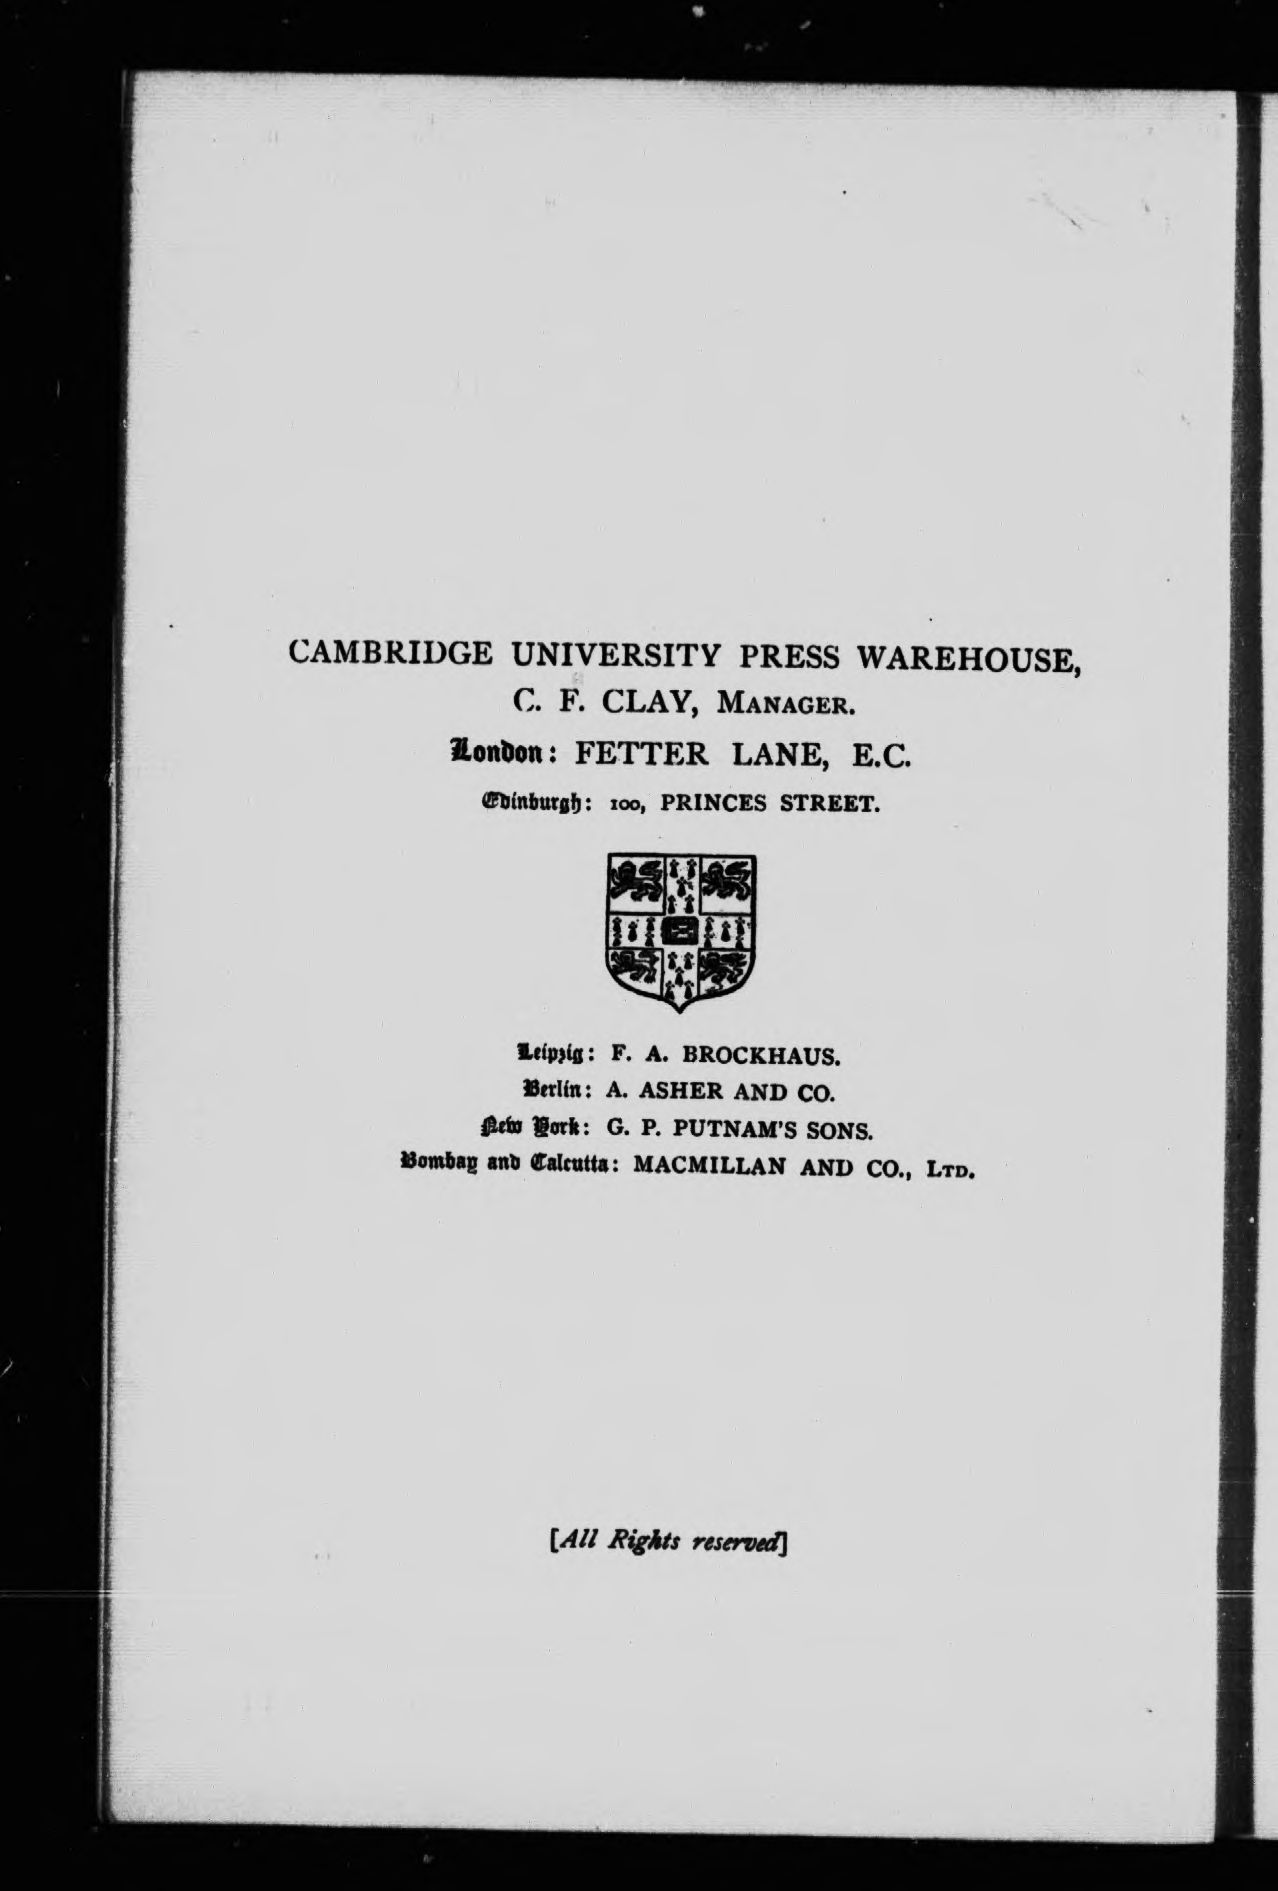 CAMBRIDGE UNIVERSITY PRESS WAREHOUSE,
C. F. CLAY, MANAGER.
London: FETTER LANE, E.C.
Edinburgh: 100, PRINCES STREET.
Leipzig: F. A. BROCKHAUS.
Berlin: A. ASHER AND CO.
New York: G. P. PUTNAM'S SONS.
Bombay and Calcutta: MACMILLAN AND CO., LTD.
[All Rights reserved]